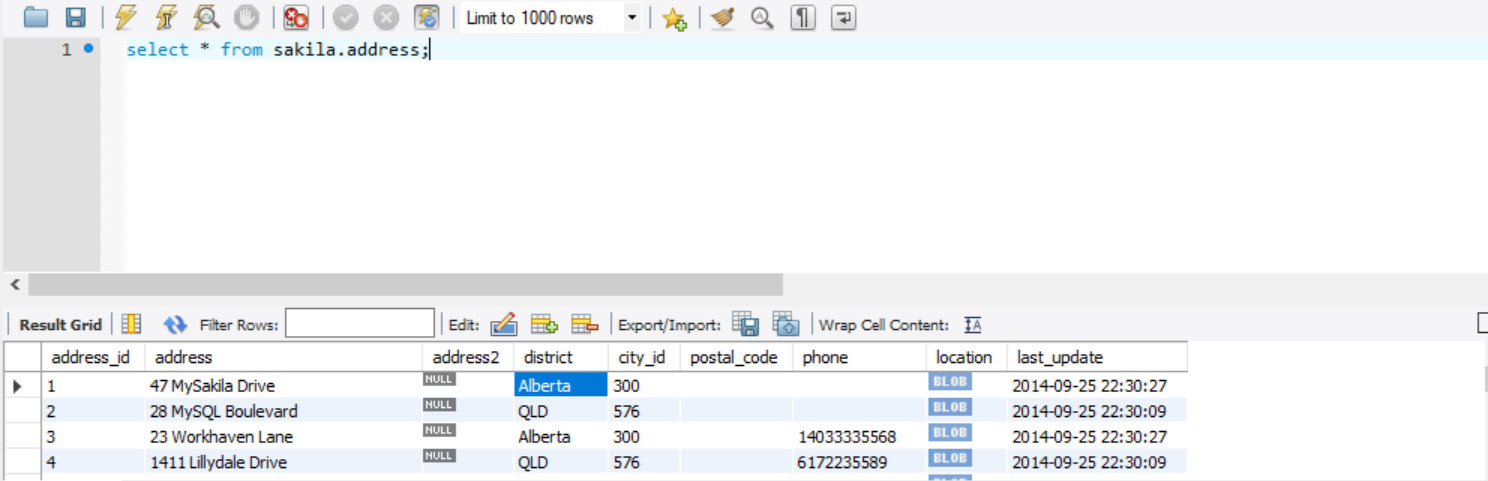 Limit to 1000 rows
1 select * from sakila.address;
Result Grid Filter Rows: Edit: Export/Import: Wrap Cell Content: IA
address_id address address2 district city_id postal_code phone location last_update
1 47 MySakila Drive NULL Alberta 300 BLOB 2014-09-25 22:30:27
2 28 MySQL Boulevard NULL QLD 576 BLOB 2014-09-25 22:30:09
3 23 Workhaven Lane NULL Alberta 300 14033335568 BLOB 2014-09-25 22:30:27
4 1411 Lillydale Drive NULL QLD 576 6172235589 BLOB 2014-09-25 22:30:09